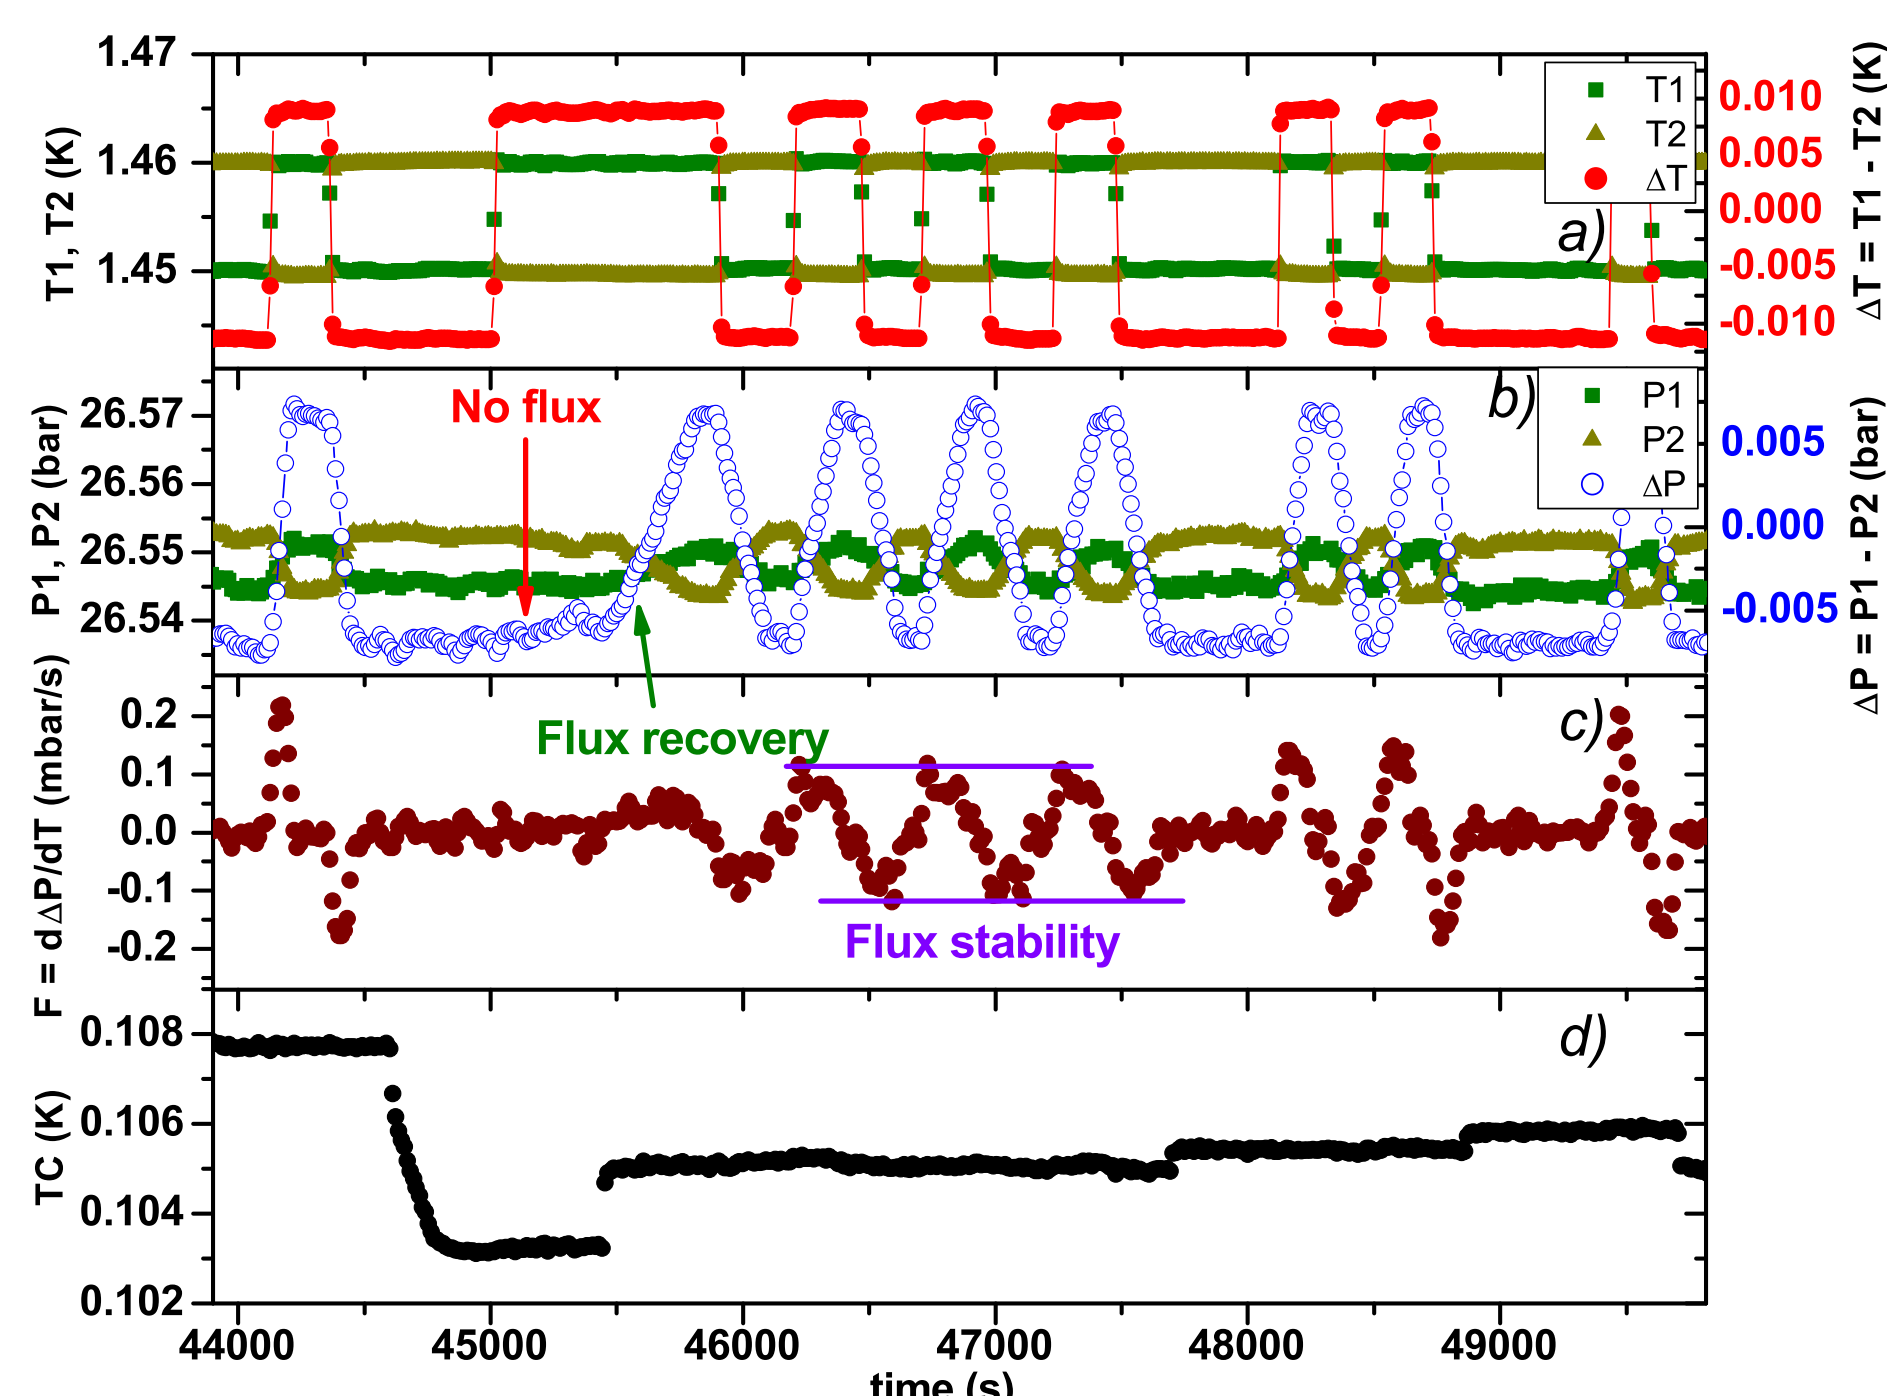 1.47
1.46
1.45
T1, T2 (K)
T1
T2
ΔT
a)
0.010
0.005
0.000
-0.005
-0.010
ΔT = T1 - T2 (K)
26.57
26.56
26.55
26.54
P1, P2 (bar)
No flux
b)
P1
P2
ΔP
0.005
0.000
-0.005
ΔP = P1 - P2 (bar)
Flux recovery
0.2
0.1
0.0
-0.1
-0.2
F = dΔP/dT (mbar/s)
c)
Flux stability
0.108
0.106
0.104
0.102
TC (K)
d)
44000 45000 46000 47000 48000 49000
time (s)